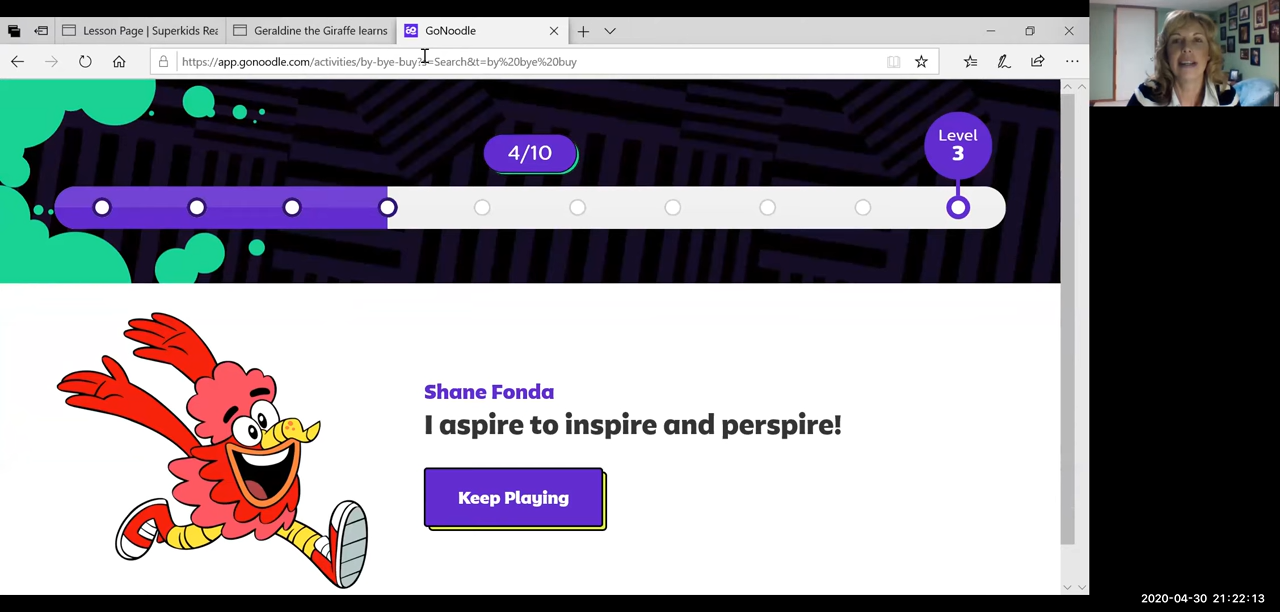 Lesson Page | Superkids Rea
Geraldine the Giraffe learns
GoNoodle
https://app.gonoodle.com/activities/by-bye-buy?s=Search&t=by%20bye%20buy
4/10
Level
3
Shane Fonda
I aspire to inspire and perspire!
Keep Playing
2020-04-30 21:22:13